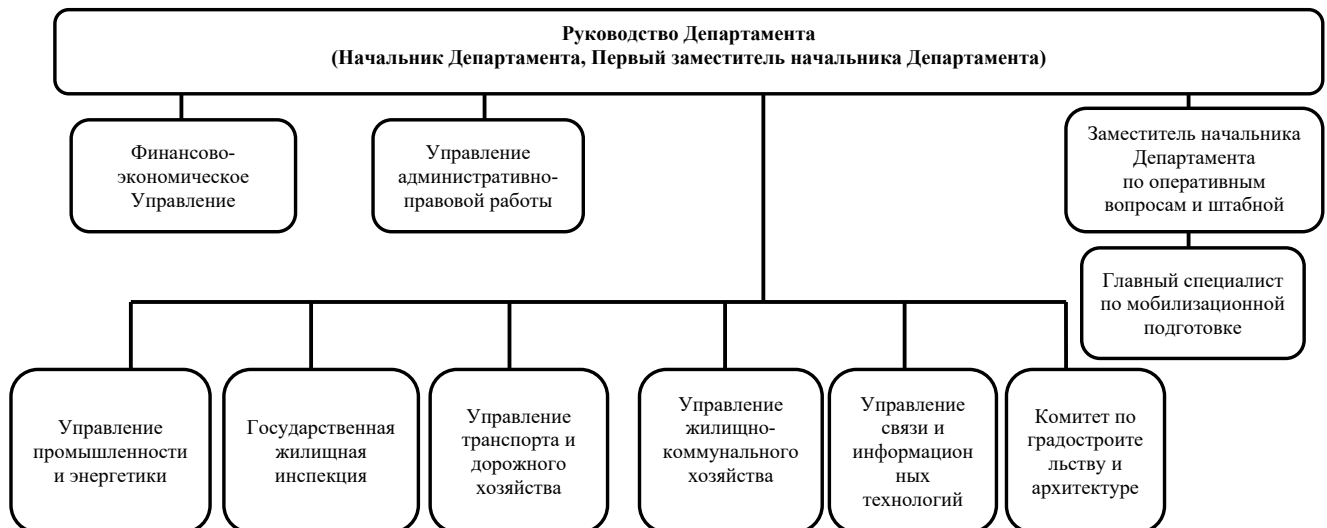 Руководство Департамента
(Начальник Департамента, Первый заместитель начальника Департамента)
Финансово-
экономическое
Управление
Управление
административно-
правовой работы
Заместитель начальника
Департамента
по оперативным
вопросам и штабной
Главный специалист
по мобилизационной
подготовке
Управление
промышленности
и энергетики
Государственная
жилищная
инспекция
Управление
транспорта и
дорожного
хозяйства
Управление
жилищно-
коммунального
хозяйства
Управление
связи и
информацион
ных
технологий
Комитет по
градостроите
льству и
архитектуре